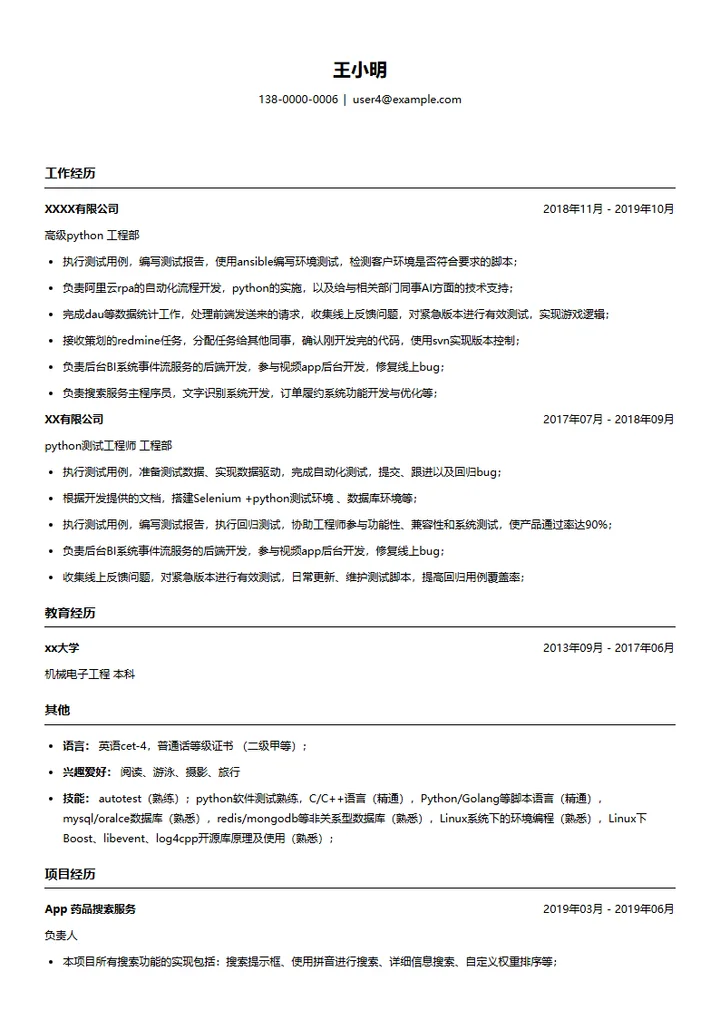 王小明
138-0000-0006 | user4@example.com
工作经历
XXXX有限公司 2018年11月 - 2019年10月
高级python 工程部
• 执行测试用例，编写测试报告，使用ansible编写环境测试，检测客户环境是否符合要求的脚本；
• 负责阿里云rpa的自动化流程开发，python的实施，以及给与相关部门同事AI方面的技术支持；
• 完成dau等数据统计工作，处理前端发送来的请求，收集线上反馈问题，对紧急版本进行有效测试，实现游戏逻辑；
• 接收策划的redmine任务，分配任务给其他同事，确认刚开发完的代码，使用svn实现版本控制；
• 负责后台BI系统事件流服务的后端开发，参与视频app后台开发，修复线上bug；
• 负责搜索服务主程序员，文字识别系统开发，订单履约系统功能开发与优化等；
XX有限公司 2017年07月 - 2018年09月
python测试工程师 工程部
• 执行测试用例，准备测试数据、实现数据驱动，完成自动化测试，提交、跟进以及回归bug；
• 根据开发提供的文档，搭建Selenium +python测试环境 、数据库环境等；
• 执行测试用例，编写测试报告，执行回归测试，协助工程师参与功能性、兼容性和系统测试，使产品通过率达90%；
• 负责后台BI系统事件流服务的后端开发，参与视频app后台开发，修复线上bug；
• 收集线上反馈问题，对紧急版本进行有效测试，日常更新、维护测试脚本，提高回归用例覆盖率；
教育经历
xx大学 2013年09月 - 2017年06月
机械电子工程 本科
其他
• 语言： 英语cet-4，普通话等级证书 （二级甲等）；
• 兴趣爱好： 阅读、游泳、摄影、旅行
• 技能： autotest（熟练）；python软件测试熟练，C/C++语言（精通）， Python/Golang等脚本语言（精通），
mysql/oralce数据库（熟悉），redis/mongodb等非关系型数据库（熟悉），Linux系统下的环境编程（熟悉），Linux下
Boost、libevent、log4cpp开源库原理及使用（熟悉）；
项目经历
App 药品搜索服务 2019年03月 - 2019年06月
负责人
• 本项目所有搜索功能的实现包括：搜索提示框、使用拼音进行搜索、详细信息搜索、自定义权重排序等；